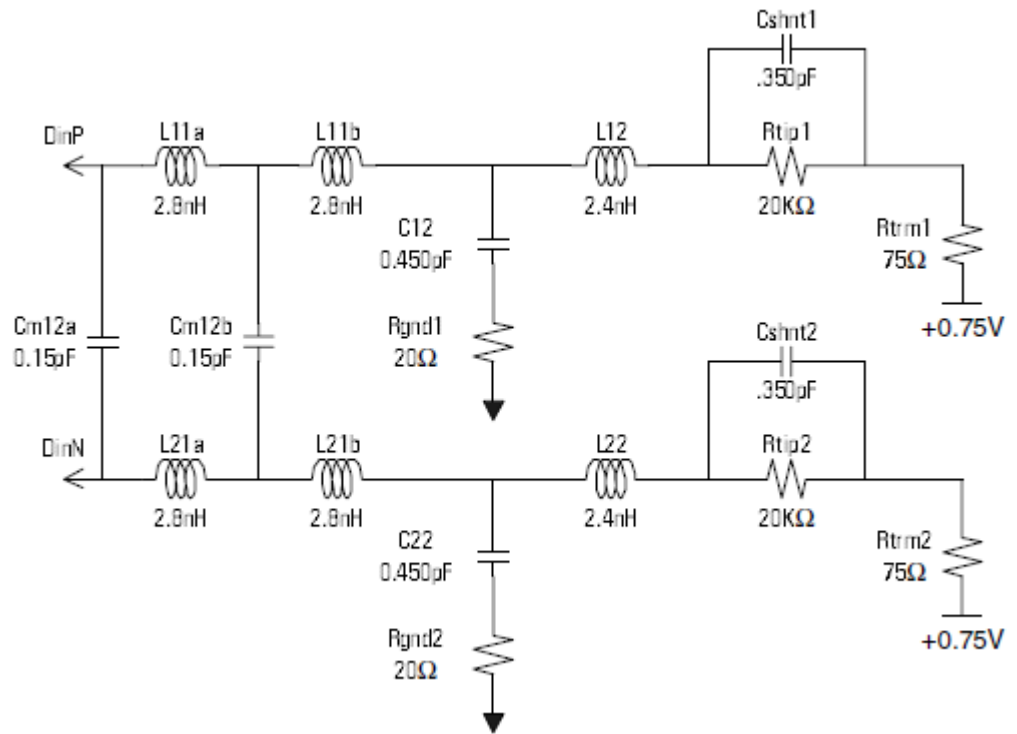 Cshnt1
.350pF
DinP
L11a
L11b
L12
Rtip1
2.8nH
2.8nH
2.4nH
20KΩ
C12
0.450pF
Rtrm1
75Ω
Cm12a
0.15pF
Cm12b
0.15pF
Rgnd1
20Ω
+0.75V
Cshnt2
.350pF
DinN
L21a
L21b
L22
Rtip2
2.8nH
2.8nH
2.4nH
20KΩ
C22
0.450pF
Rtrm2
75Ω
Rgnd2
20Ω
+0.75V